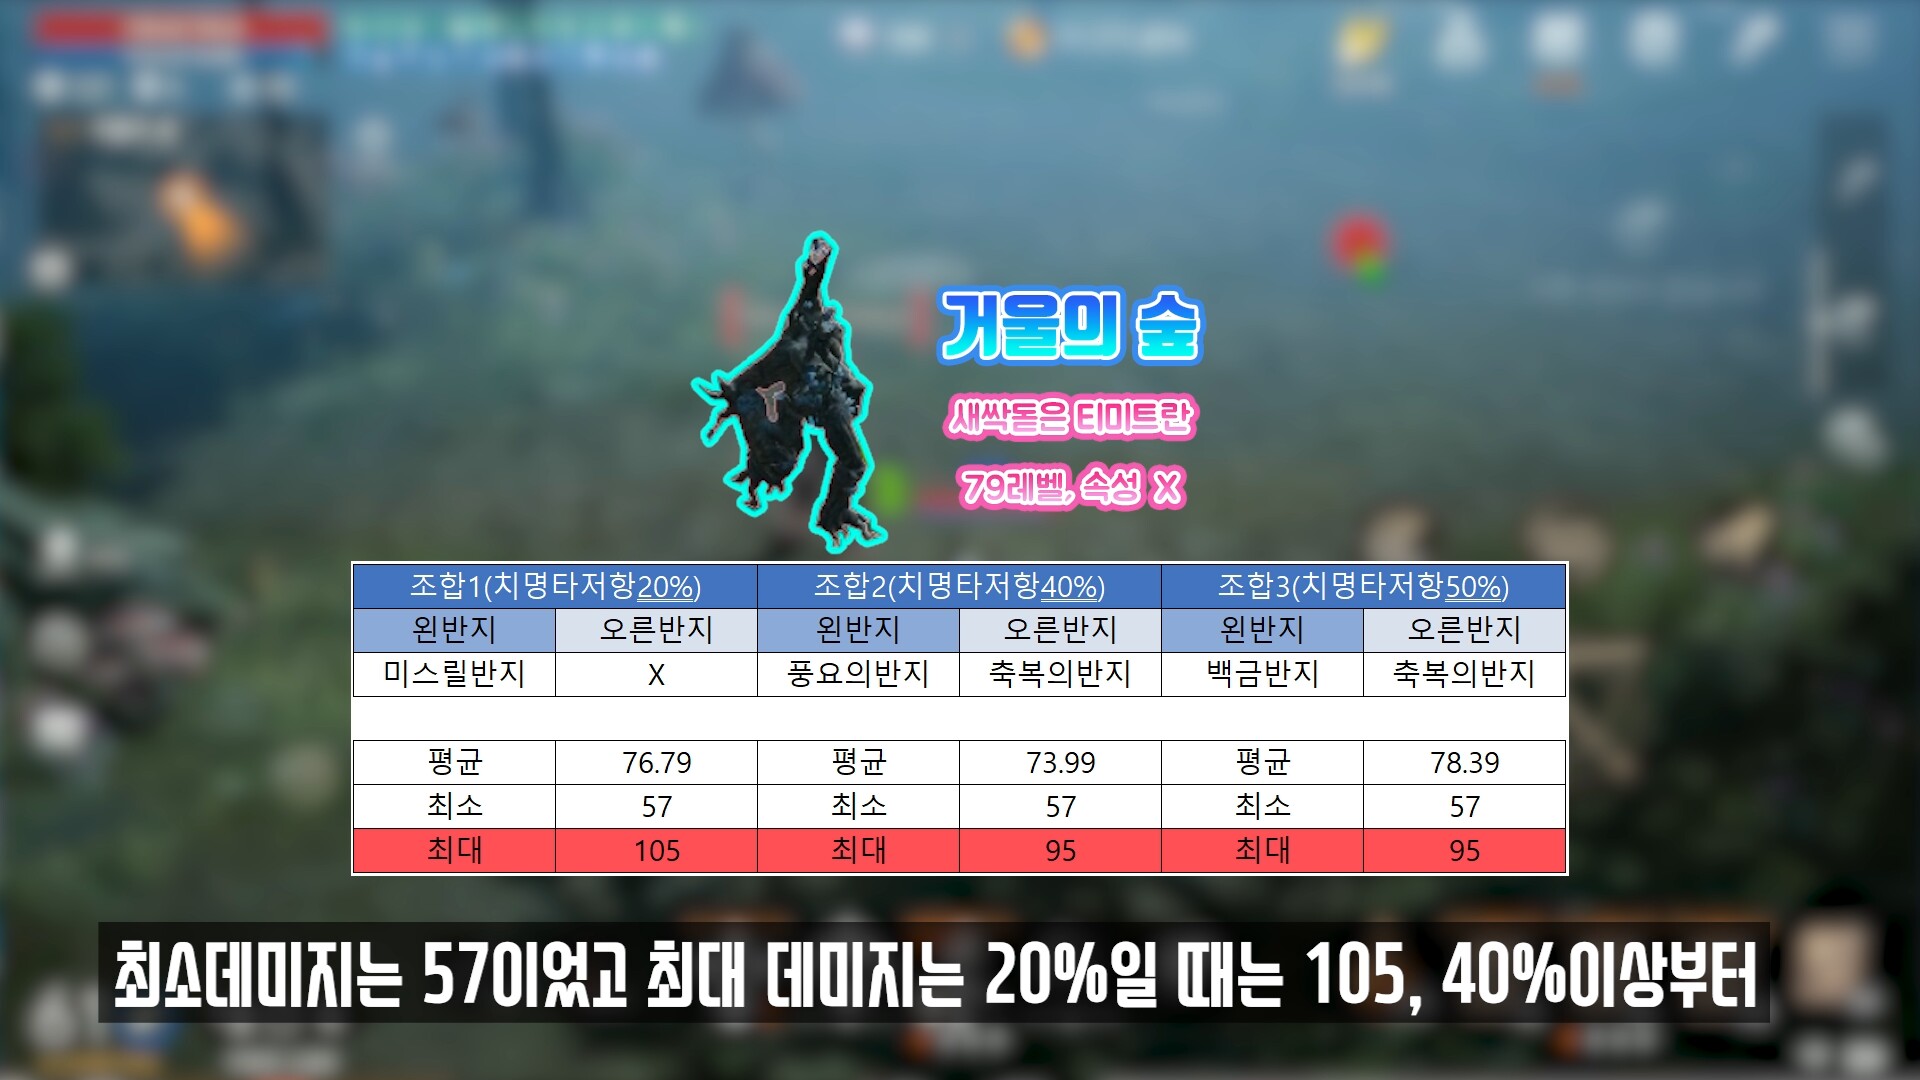 거울의 숲
새싹돋은 티미트란
79레벨, 속성 X
조합1(치명타저항20%) 조합2(치명타저항40%) 조합3(치명타저항50%)
왼반지 오른반지 왼반지 오른반지 왼반지 오른반지
미스릴반지 X 풍요의반지 축복의반지 백금반지 축복의반지
평균 76.79 평균 73.99 평균 78.39
최소 57 최소 57 최소 57
최대 105 최대 95 최대 95
최소데미지는 57이었고 최대 데미지는 20%일 때는 105, 40%이상부터